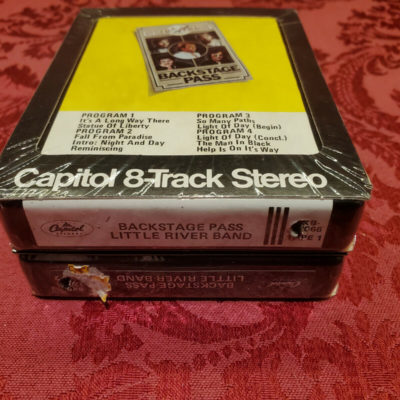 BACKSTAGE
PASS
PROGRAM 1
It's A Long Way There
Statue Of Liberty
PROGRAM 2
Fall From Paradise
Intro: Night And Day
Reminiscing
PROGRAM 3
So Many Paths
Light Of Day (Begin)
PROGRAM 4
Light Of Day (Concl.)
The Man In Black
Help Is On It's Way
Capitol 8-Track Stereo
Capitol
BACKSTAGE PASS
LITTLE RIVER BAND
TAPE 1
BACKSTAGE PASS
LITTLE RIVER BAND
Capitol